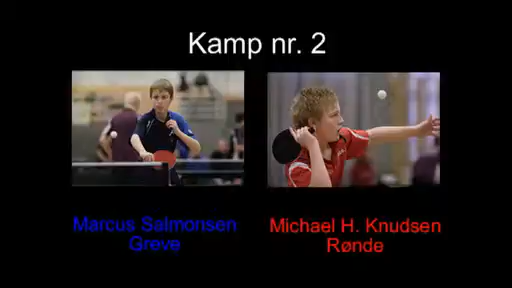 Kamp nr. 2
Marcus Salmonsen
Greve
Michael H. Knudsen
Rønde